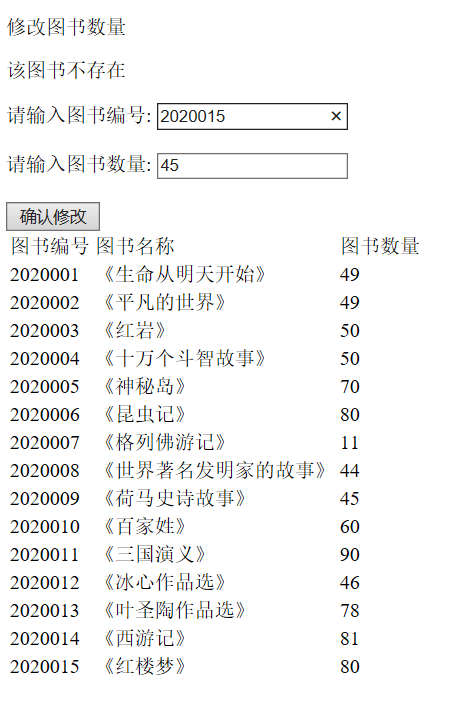 修改图书数量
该图书不存在
请输入图书编号: 2020015 ×
请输入图书数量: 45
确认修改
图书编号 图书名称 图书数量
2020001 《生命从明天开始》 49
2020002 《平凡的世界》 49
2020003 《红岩》 50
2020004 《十万个斗智故事》 50
2020005 《神秘岛》 70
2020006 《昆虫记》 80
2020007 《格列佛游记》 11
2020008 《世界著名发明家的故事》 44
2020009 《荷马史诗故事》 45
2020010 《百家姓》 60
2020011 《三国演义》 90
2020012 《冰心作品选》 46
2020013 《叶圣陶作品选》 78
2020014 《西游记》 81
2020015 《红楼梦》 80